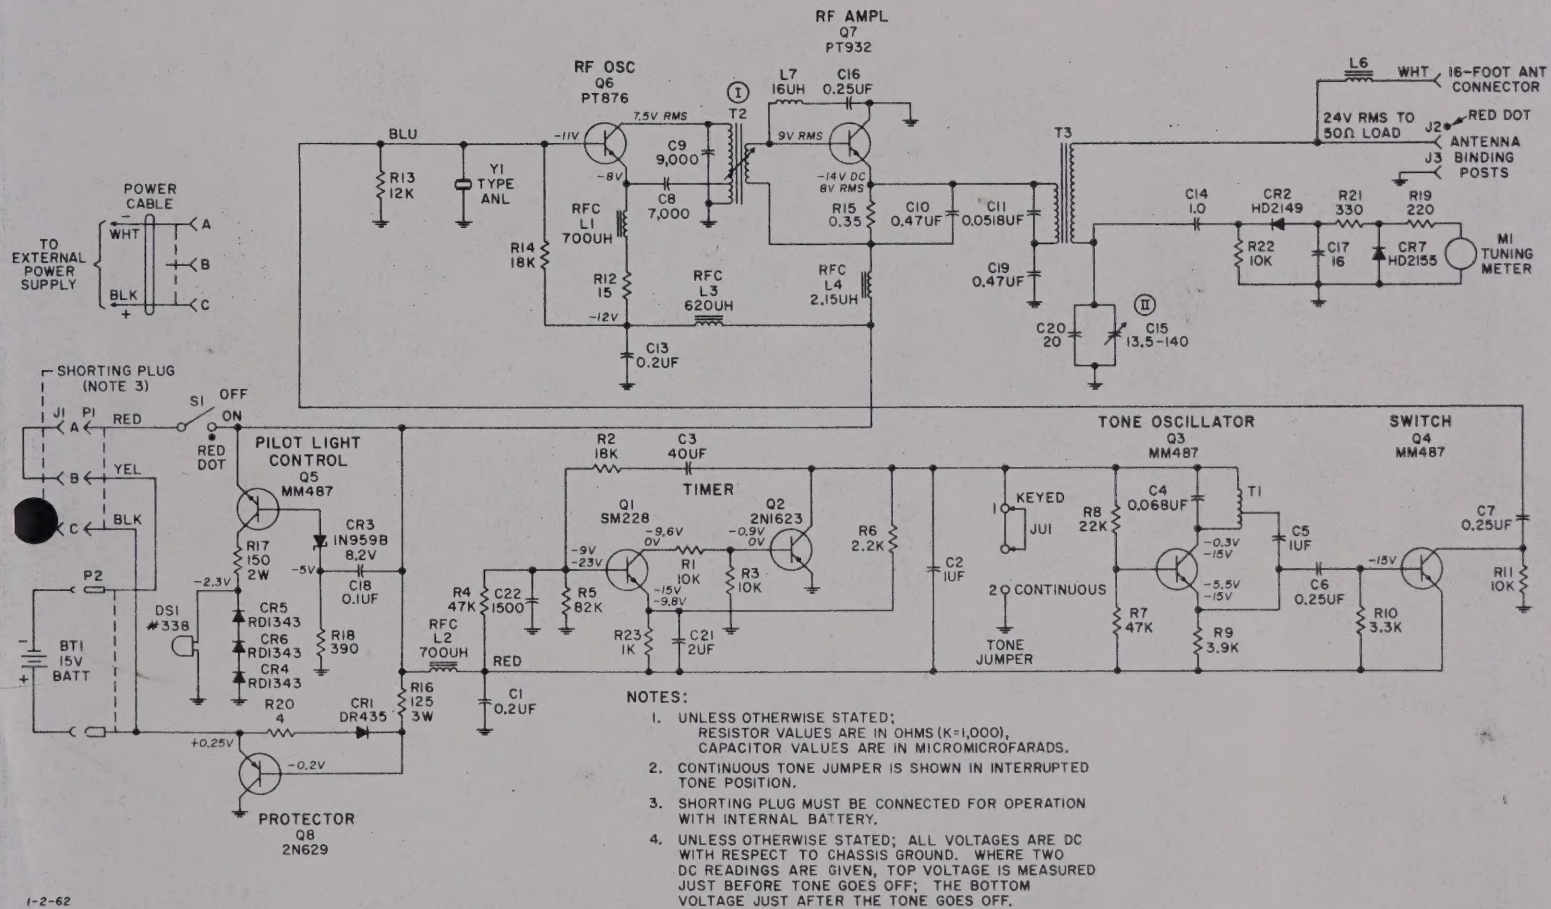 RF AMPL
Q7
PT932
RF OSC
Q6
PT876
7.5V RMS
I
T2
L7
16UH
C16
0.25UF
L6
WHT
16-FOOT ANT
CONNECTOR
24V RMS TO
50Ω LOAD
J2
RED DOT
J3
ANTENNA
BINDING
POSTS
BLU
-11V
C9
9,000
9V RMS
T3
R13
12K
Y1
TYPE
ANL
-8V
C8
7,000
-14V DC
8V RMS
R15
0.35
C10
0.47UF
C11
0.0518UF
C14
1.0
CR2
HD2149
R21
330
R19
220
R22
10K
C17
16
CR7
HD2155
M1
TUNING
METER
POWER
CABLE
-
WHT
A
TO
EXTERNAL
POWER
SUPPLY
B
BLK
+
C
RFC
L1
700UH
R14
18K
R12
15
RFC
L3
620UH
RFC
L4
2.15UH
C19
0.47UF
-12V
C13
0.2UF
C20
20
II
C15
13.5-140
SHORTING PLUG
(NOTE 3)
J1
P1
A
RED
S1
OFF
ON
RED
DOT
B
YEL
C
BLK
PILOT LIGHT
CONTROL
Q5
MM487
R17
150
2W
CR3
1N959B
8.2V
-5V
C18
0.1UF
-2.3V
P2
DS1
#338
CR5
RD1343
CR6
RD1343
CR4
RD1343
R18
390
-
BT1
15V
BATT
+
R20
4
CR1
DR435
R16
125
3W
+0.25V
-0.2V
PROTECTOR
Q8
2N629
R2
18K
C3
40UF
TIMER
Q1
SM228
-9.6V
0V
-0.9V
0V
Q2
2N1623
-9V
-23V
R1
10K
R3
10K
R6
2.2K
R4
47K
C22
1500
R5
82K
-15V
-9.8V
R23
1K
C21
2UF
RFC
L2
700UH
RED
C1
0.2UF
C2
1UF
1
KEYED
JU1
2
CONTINUOUS
TONE
JUMPER
TONE OSCILLATOR
Q3
MM487
R8
22K
C4
0.068UF
T1
-0.3V
-15V
C5
1UF
-5.5V
-15V
R7
47K
R9
3.9K
C6
0.25UF
SWITCH
Q4
MM487
-15V
R10
3.3K
C7
0.25UF
R11
10K
NOTES:
1. UNLESS OTHERWISE STATED;
RESISTOR VALUES ARE IN OHMS (K=1,000),
CAPACITOR VALUES ARE IN MICROMICROFARADS.
2. CONTINUOUS TONE JUMPER IS SHOWN IN INTERRUPTED
TONE POSITION.
3. SHORTING PLUG MUST BE CONNECTED FOR OPERATION
WITH INTERNAL BATTERY.
4. UNLESS OTHERWISE STATED; ALL VOLTAGES ARE DC
WITH RESPECT TO CHASSIS GROUND. WHERE TWO
DC READINGS ARE GIVEN, TOP VOLTAGE IS MEASURED
JUST BEFORE TONE GOES OFF; THE BOTTOM
VOLTAGE JUST AFTER THE TONE GOES OFF.
1-2-62